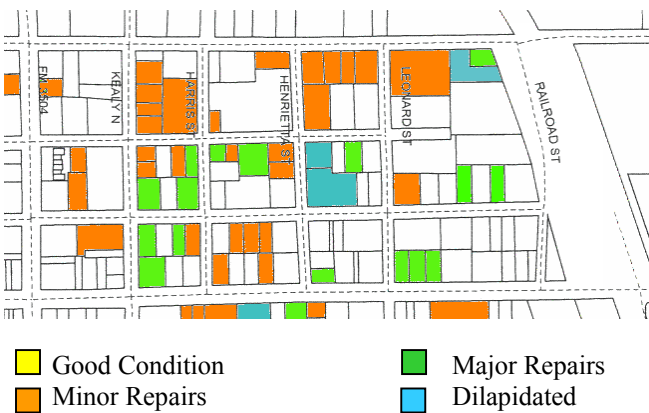 FM 3504
KEALY N
HARRIS ST
HENRIETTA ST
LEONARD ST
RAILROAD ST
Good Condition
Major Repairs
Minor Repairs
Dilapidated